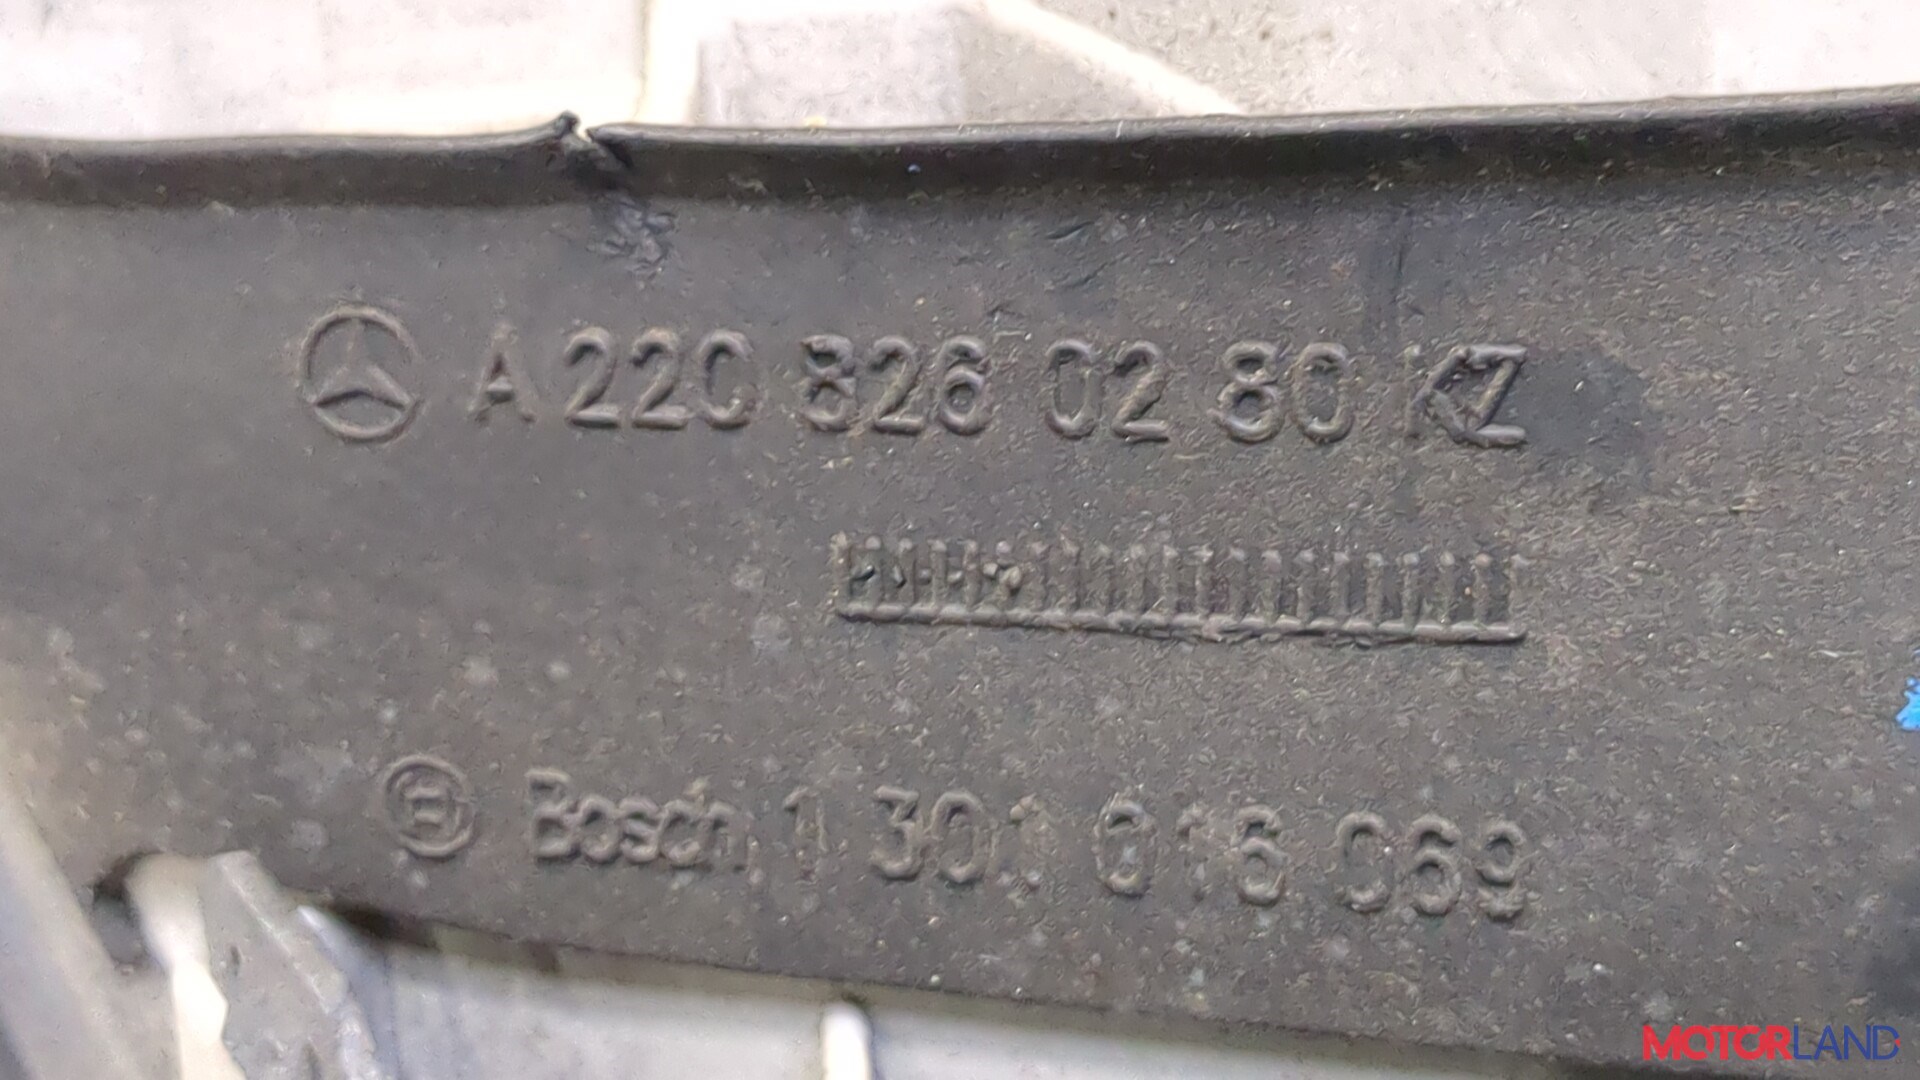 A 220 826 02 80 KZ
Bosch 1 301 016 069
MOTORLAND